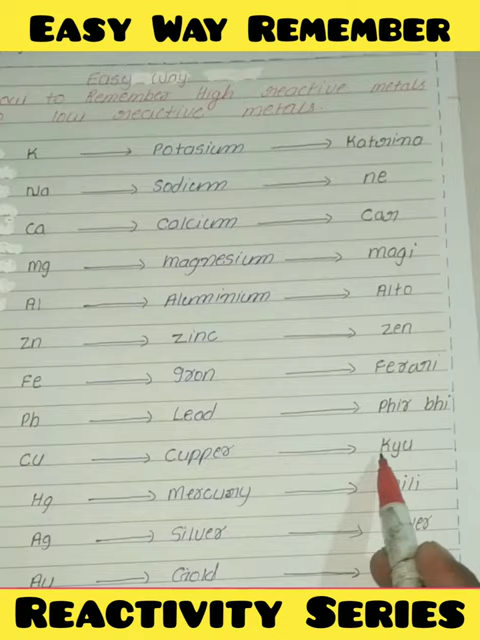 EASY WAY REMEMBER
Easy way
to Remember High reactive metals
low reactive metals.
K → Potasium → Katrina
Na → Sodium → ne
Ca → Calcium → Car
mg → magnesium → magi
Al → Aluminium → Alto
Zn → Zinc → Zen
Fe → Iron → Ferari
Pb → Lead → Phir bhi
CU → Cupper → Kyu
Hg → Mercury →
Ag → Silver →
Au → Gold →
REACTIVITY SERIES